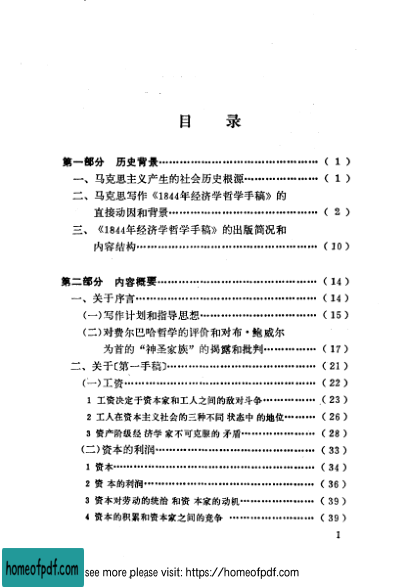 目 录
第一部分 历史背景……………………………………(1)
一、马克思主义产生的社会历史根源………………(1)
二、马克思写作《1844年经济学哲学手稿》的
直接动因和背景……………………………………(2)
三、《1844年经济学哲学手稿》的出版简况和
内容结构……………………………………………(10)
第二部分 内容概要……………………………………(14)
一、关于序言……………………………………………(14)
(一)写作计划和指导思想……………………………(15)
(二)对费尔巴哈哲学的评价和对布·鲍威尔
为首的“神圣家族”的揭露和批判……………(17)
二、关于〔第一手稿〕…………………………………(21)
(一)工资………………………………………………(22)
1 工资决定于资本家和工人之间的敌对斗争…………(23)
2 工人在资本主义社会的三种不同 状态中 的地位………(26)
3 资产阶级经 济学 家不可克服的 矛盾………………(28)
(二)资本的利润………………………………………(33)
1 资本……………………………………………………(34)
2 资 本的利润……………………………………………(36)
3 资本对劳动的统治 和资 本家的动机…………………(39)
4 资本的积累和资本家之间的竞争 ……………………(39)
1
homeofpdf.com
see more please visit: https://homeofpdf.com